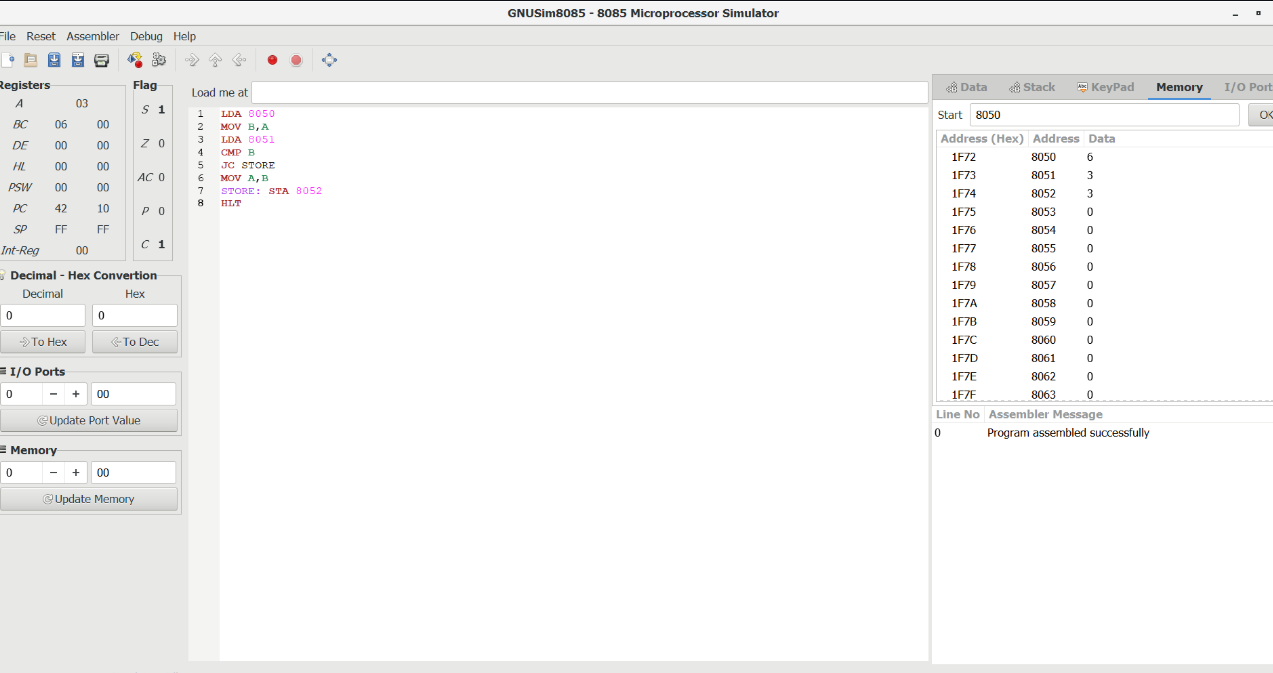 GNUSim8085 - 8085 Microprocessor Simulator
File Reset Assembler Debug Help
Registers
A 03
BC 06 00
DE 00 00
HL 00 00
PSW 00 00
PC 42 10
SP FF FF
Int-Reg 00
Flag
S 1
Z 0
AC 0
P 0
C 1
Decimal - Hex Convertion
Decimal Hex
0 0
To Hex To Dec
I/O Ports
0 − + 00
Update Port Value
Memory
0 − + 00
Update Memory
Load me at
1 LDA 8050
2 MOV B,A
3 LDA 8051
4 CMP B
5 JC STORE
6 MOV A,B
7 STORE: STA 8052
8 HLT
Data Stack KeyPad Memory I/O Port
Start 8050 OK
Address (Hex) Address Data
1F72 8050 6
1F73 8051 3
1F74 8052 3
1F75 8053 0
1F76 8054 0
1F77 8055 0
1F78 8056 0
1F79 8057 0
1F7A 8058 0
1F7B 8059 0
1F7C 8060 0
1F7D 8061 0
1F7E 8062 0
1F7F 8063 0
Line No Assembler Message
0 Program assembled successfully